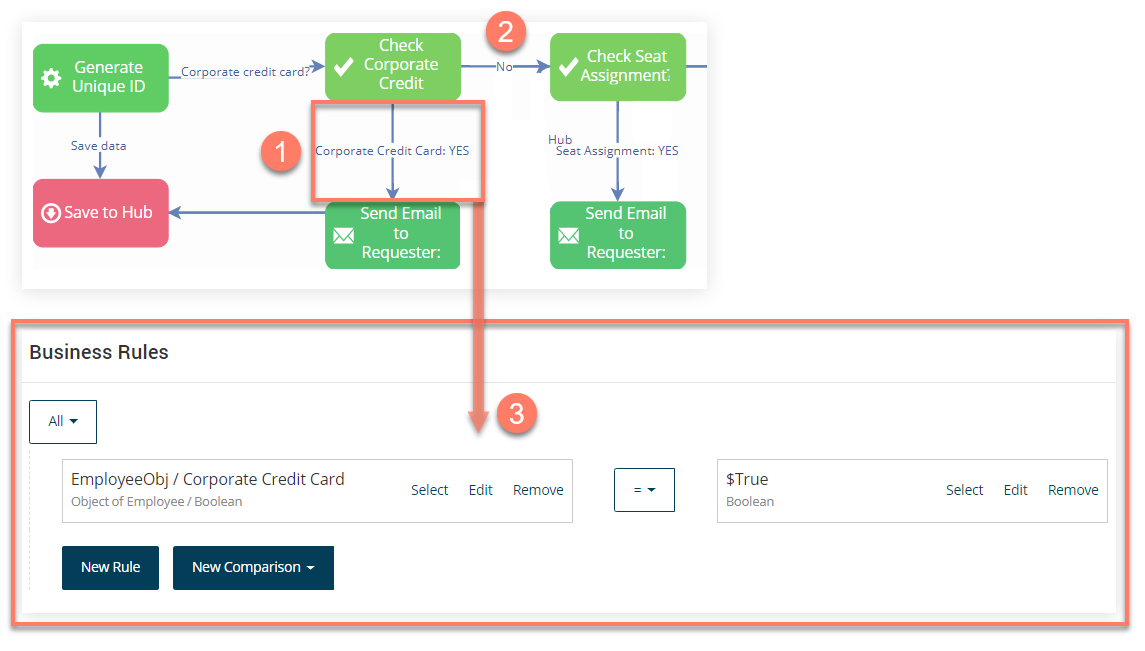 2
Generate
Unique ID
Corporate credit card?
Check
Corporate
Credit
No
Check Seat
Assignment?
Save data
1
Corporate Credit Card: YES
Hub
Seat Assignment: YES
Save to Hub
Send Email
to
Requester:
Send Email
to
Requester:
Business Rules
All
3
EmployeeObj / Corporate Credit Card
Object of Employee / Boolean
Select Edit Remove
=
$True
Boolean
Select Edit Remove
New Rule
New Comparison